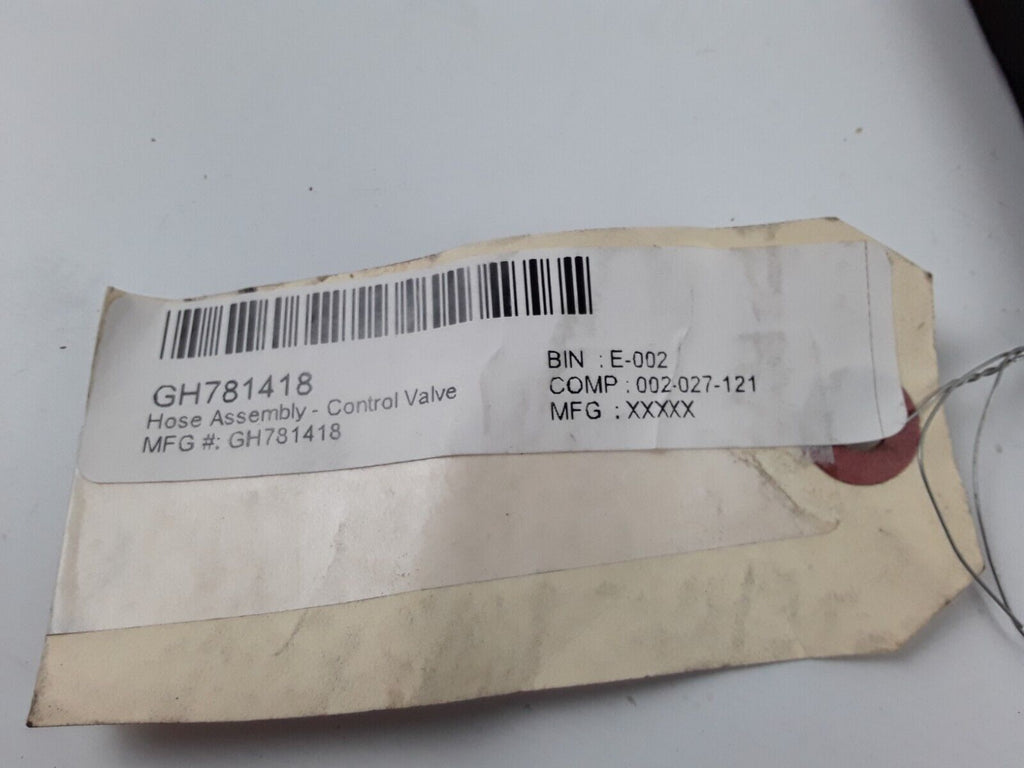 GH781418
Hose Assembly - Control Valve
MFG #: GH781418
BIN : E-002
COMP : 002-027-121
MFG : XXXXX